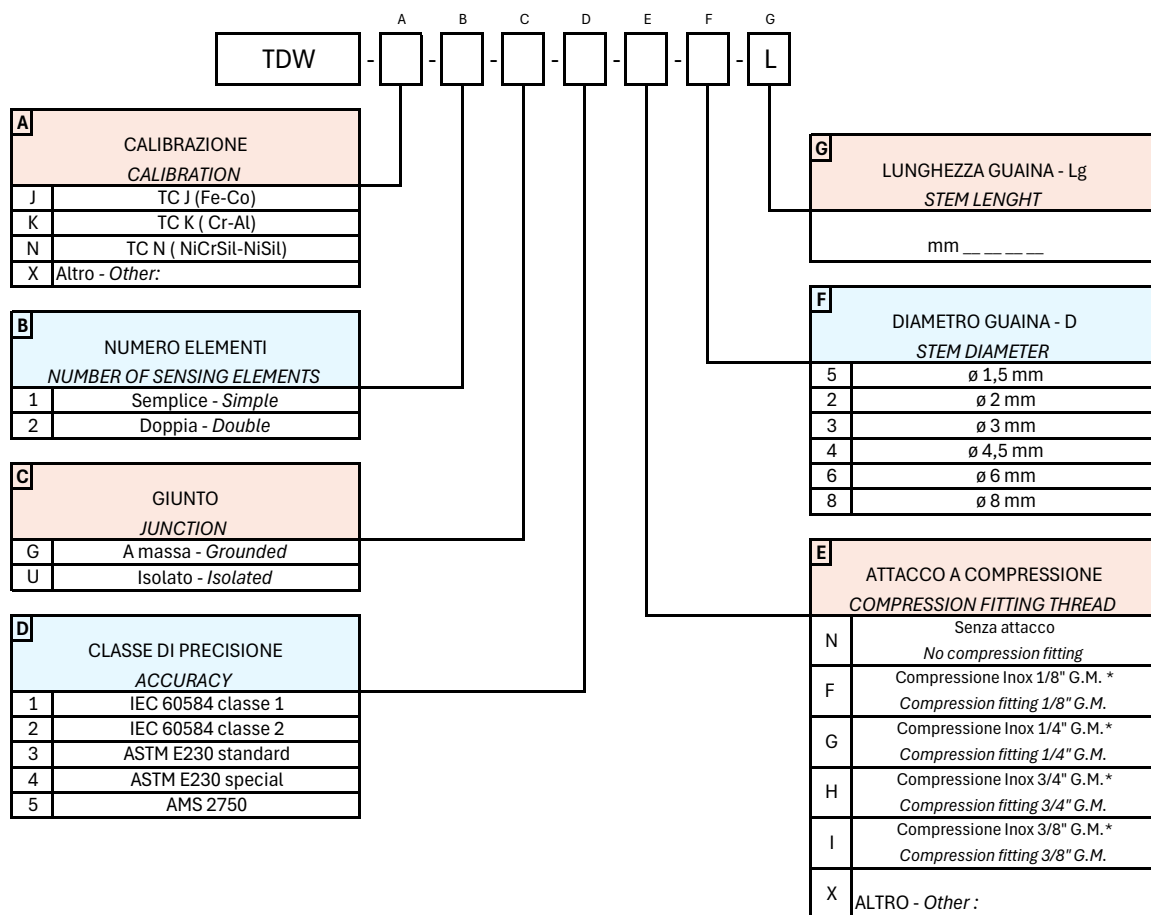 A B C D E F G
TDW - - - - - - - L
A
CALIBRAZIONE
CALIBRATION
J TC J (Fe-Co)
K TC K ( Cr-Al)
N TC N ( NiCrSil-NiSil)
X Altro - Other:
B
NUMERO ELEMENTI
NUMBER OF SENSING ELEMENTS
1 Semplice - Simple
2 Doppia - Double
C
GIUNTO
JUNCTION
G A massa - Grounded
U Isolato - Isolated
D
CLASSE DI PRECISIONE
ACCURACY
1 IEC 60584 classe 1
2 IEC 60584 classe 2
3 ASTM E230 standard
4 ASTM E230 special
5 AMS 2750
G
LUNGHEZZA GUAINA - Lg
STEM LENGHT
mm __ __ __ __
F
DIAMETRO GUAINA - D
STEM DIAMETER
5 ø 1,5 mm
2 ø 2 mm
3 ø 3 mm
4 ø 4,5 mm
6 ø 6 mm
8 ø 8 mm
E
ATTACCO A COMPRESSIONE
COMPRESSION FITTING THREAD
N Senza attacco
No compression fitting
F Compressione Inox 1/8" G.M. *
Compression fitting 1/8" G.M.
G Compressione Inox 1/4" G.M.*
Compression fitting 1/4" G.M.
H Compressione Inox 3/4" G.M.*
Compression fitting 3/4" G.M.
I Compressione Inox 3/8" G.M.*
Compression fitting 3/8" G.M.
X ALTRO - Other :